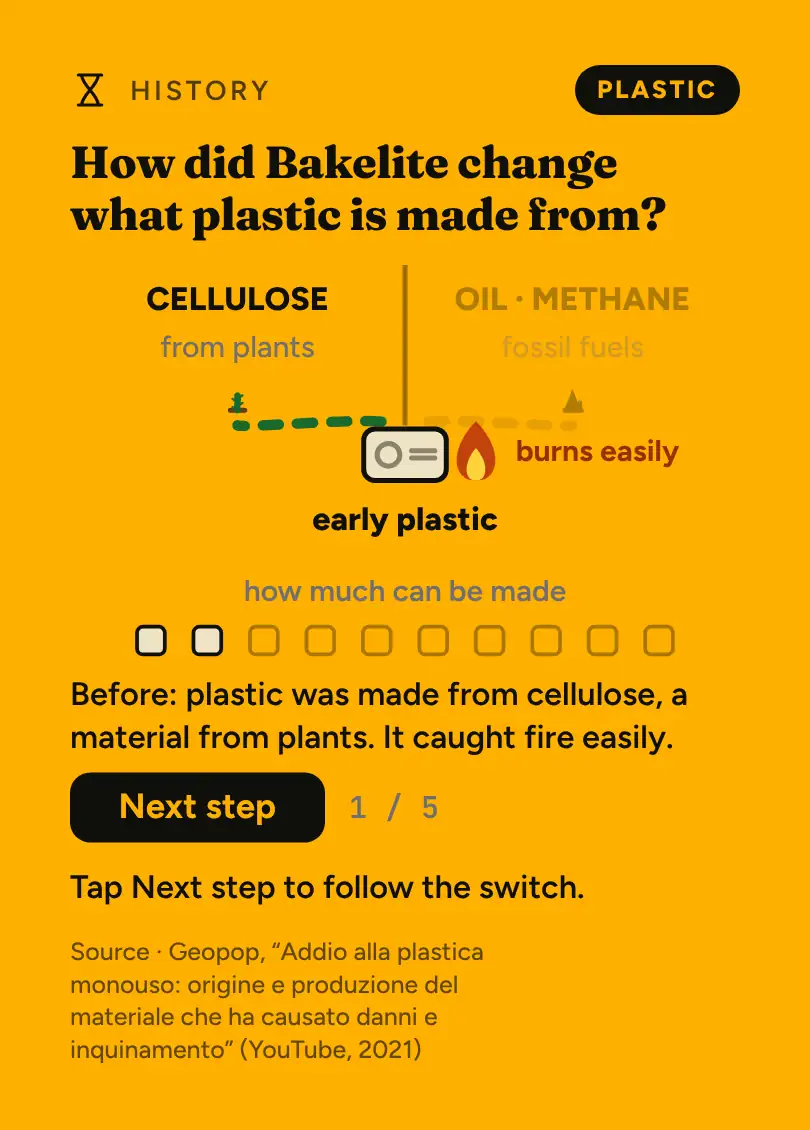 HISTORY
PLASTIC
How did Bakelite change
what plastic is made from?
CELLULOSE
from plants
OIL · METHANE
fossil fuels
burns easily
early plastic
how much can be made
Before: plastic was made from cellulose, a
material from plants. It caught fire easily.
Next step
1 / 5
Tap Next step to follow the switch.
Source · Geopop, “Addio alla plastica
monouso: origine e produzione del
materiale che ha causato danni e
inquinamento” (YouTube, 2021)